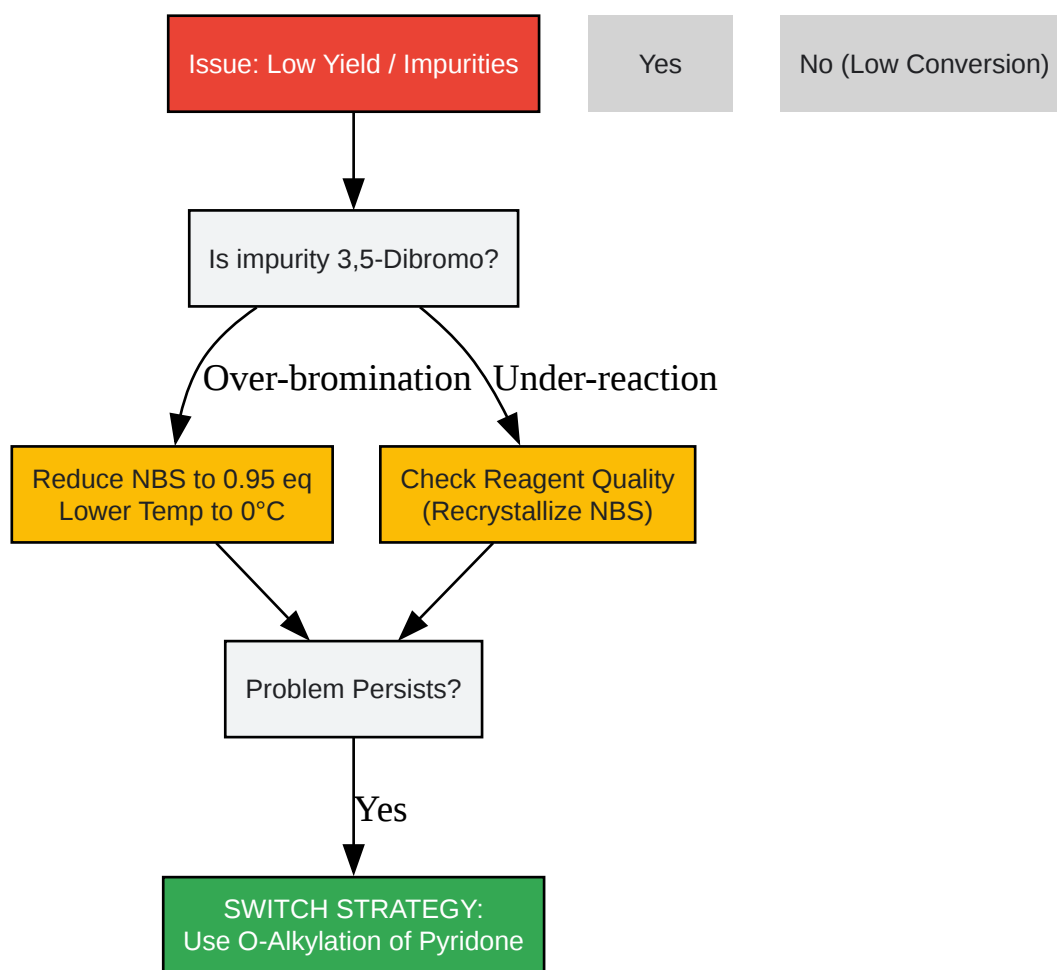 Issue: Low Yield / Impurities
Yes
No (Low Conversion)
Is impurity 3,5-Dibromo?
Over-bromination
Under-reaction
Reduce NBS to 0.95 eq
Lower Temp to 0°C
Check Reagent Quality
(Recrystallize NBS)
Problem Persists?
Yes
SWITCH STRATEGY:
Use O-Alkylation of Pyridone